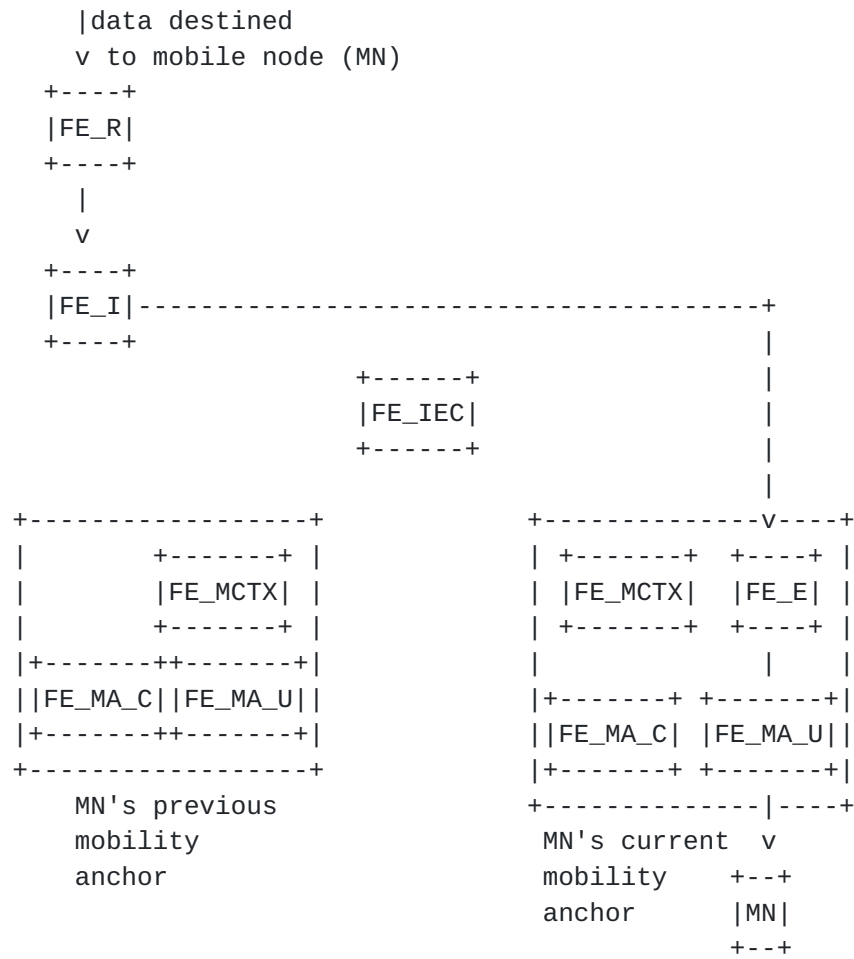 |data destined
v to mobile node (MN)
+----+
|FE_R|
+----+
|
v
+----+
|FE_I|----------------------------------------+
+----+                                         |
                    +------+                   |
                    |FE_IEC|                   |
                    +------+                   |
                                               |
+------------------+             +--------------v----+
|        +-------+ |             | +-------+  +----+ |
|        |FE_MCTX| |             | |FE_MCTX|  |FE_E| |
|        +-------+ |             | +-------+  +----+ |
|+-------++-------+|             |              |    |
||FE_MA_C||FE_MA_U||             |+-------+ +-------+|
|+-------++-------+|             ||FE_MA_C| |FE_MA_U||
+------------------+             |+-------+ +-------+|
MN's previous             +--------------|----+
mobility                  MN's current  v
anchor                    mobility    +--+
anchor      |MN|
+--+